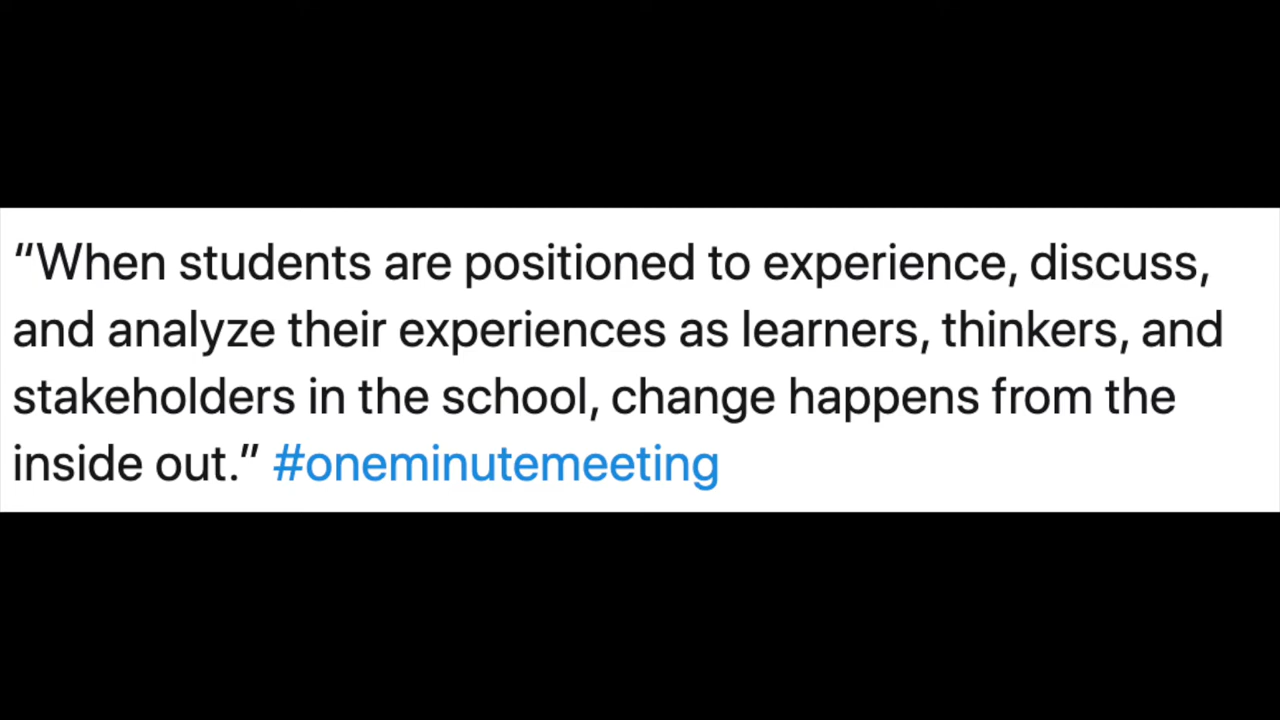 “When students are positioned to experience, discuss,
and analyze their experiences as learners, thinkers, and
stakeholders in the school, change happens from the
inside out.” #oneminutemeeting